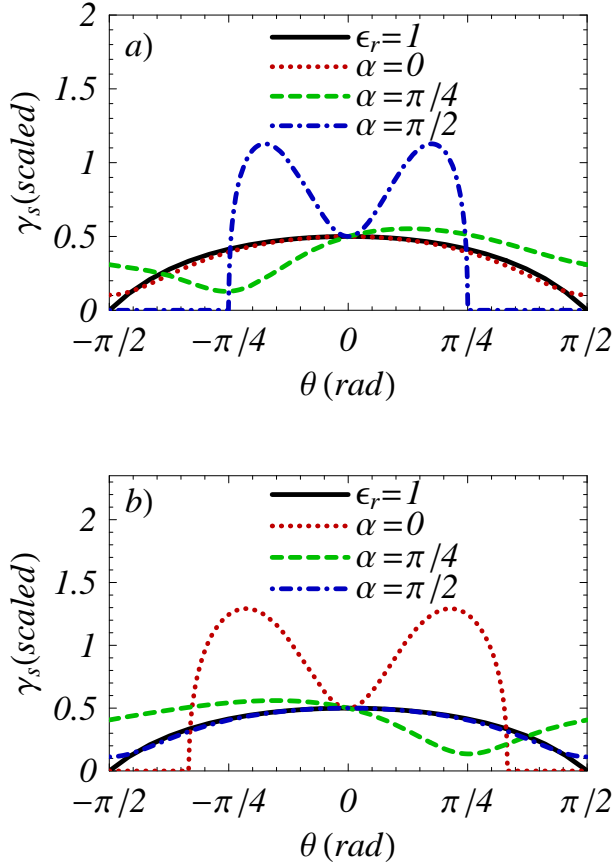 a)
ϵr=1
α=0
α=π/4
α=π/2
γs(scaled)
2
1.5
1
0.5
0
−π/2
−π/4
0
π/4
π/2
θ(rad)
b)
ϵr=1
α=0
α=π/4
α=π/2
γs(scaled)
2
1.5
1
0.5
0
−π/2
−π/4
0
π/4
π/2
θ(rad)